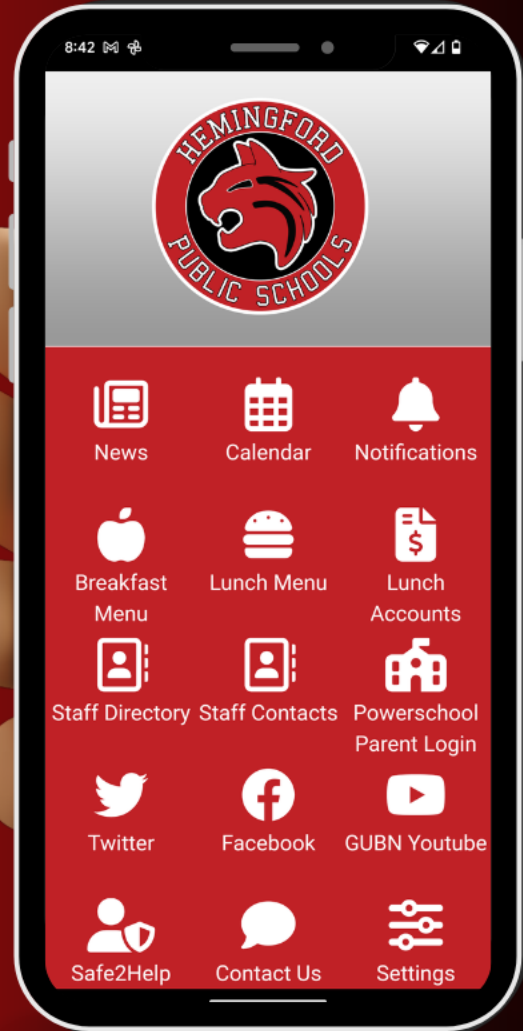 8:42
HEMINGFORD
PUBLIC SCHOOLS
News
Calendar
Notifications
Breakfast
Menu
Lunch Menu
$
Lunch
Accounts
Staff Directory
Staff Contacts
Powerschool
Parent Login
Twitter
Facebook
GUBN Youtube
Safe2Help
Contact Us
Settings